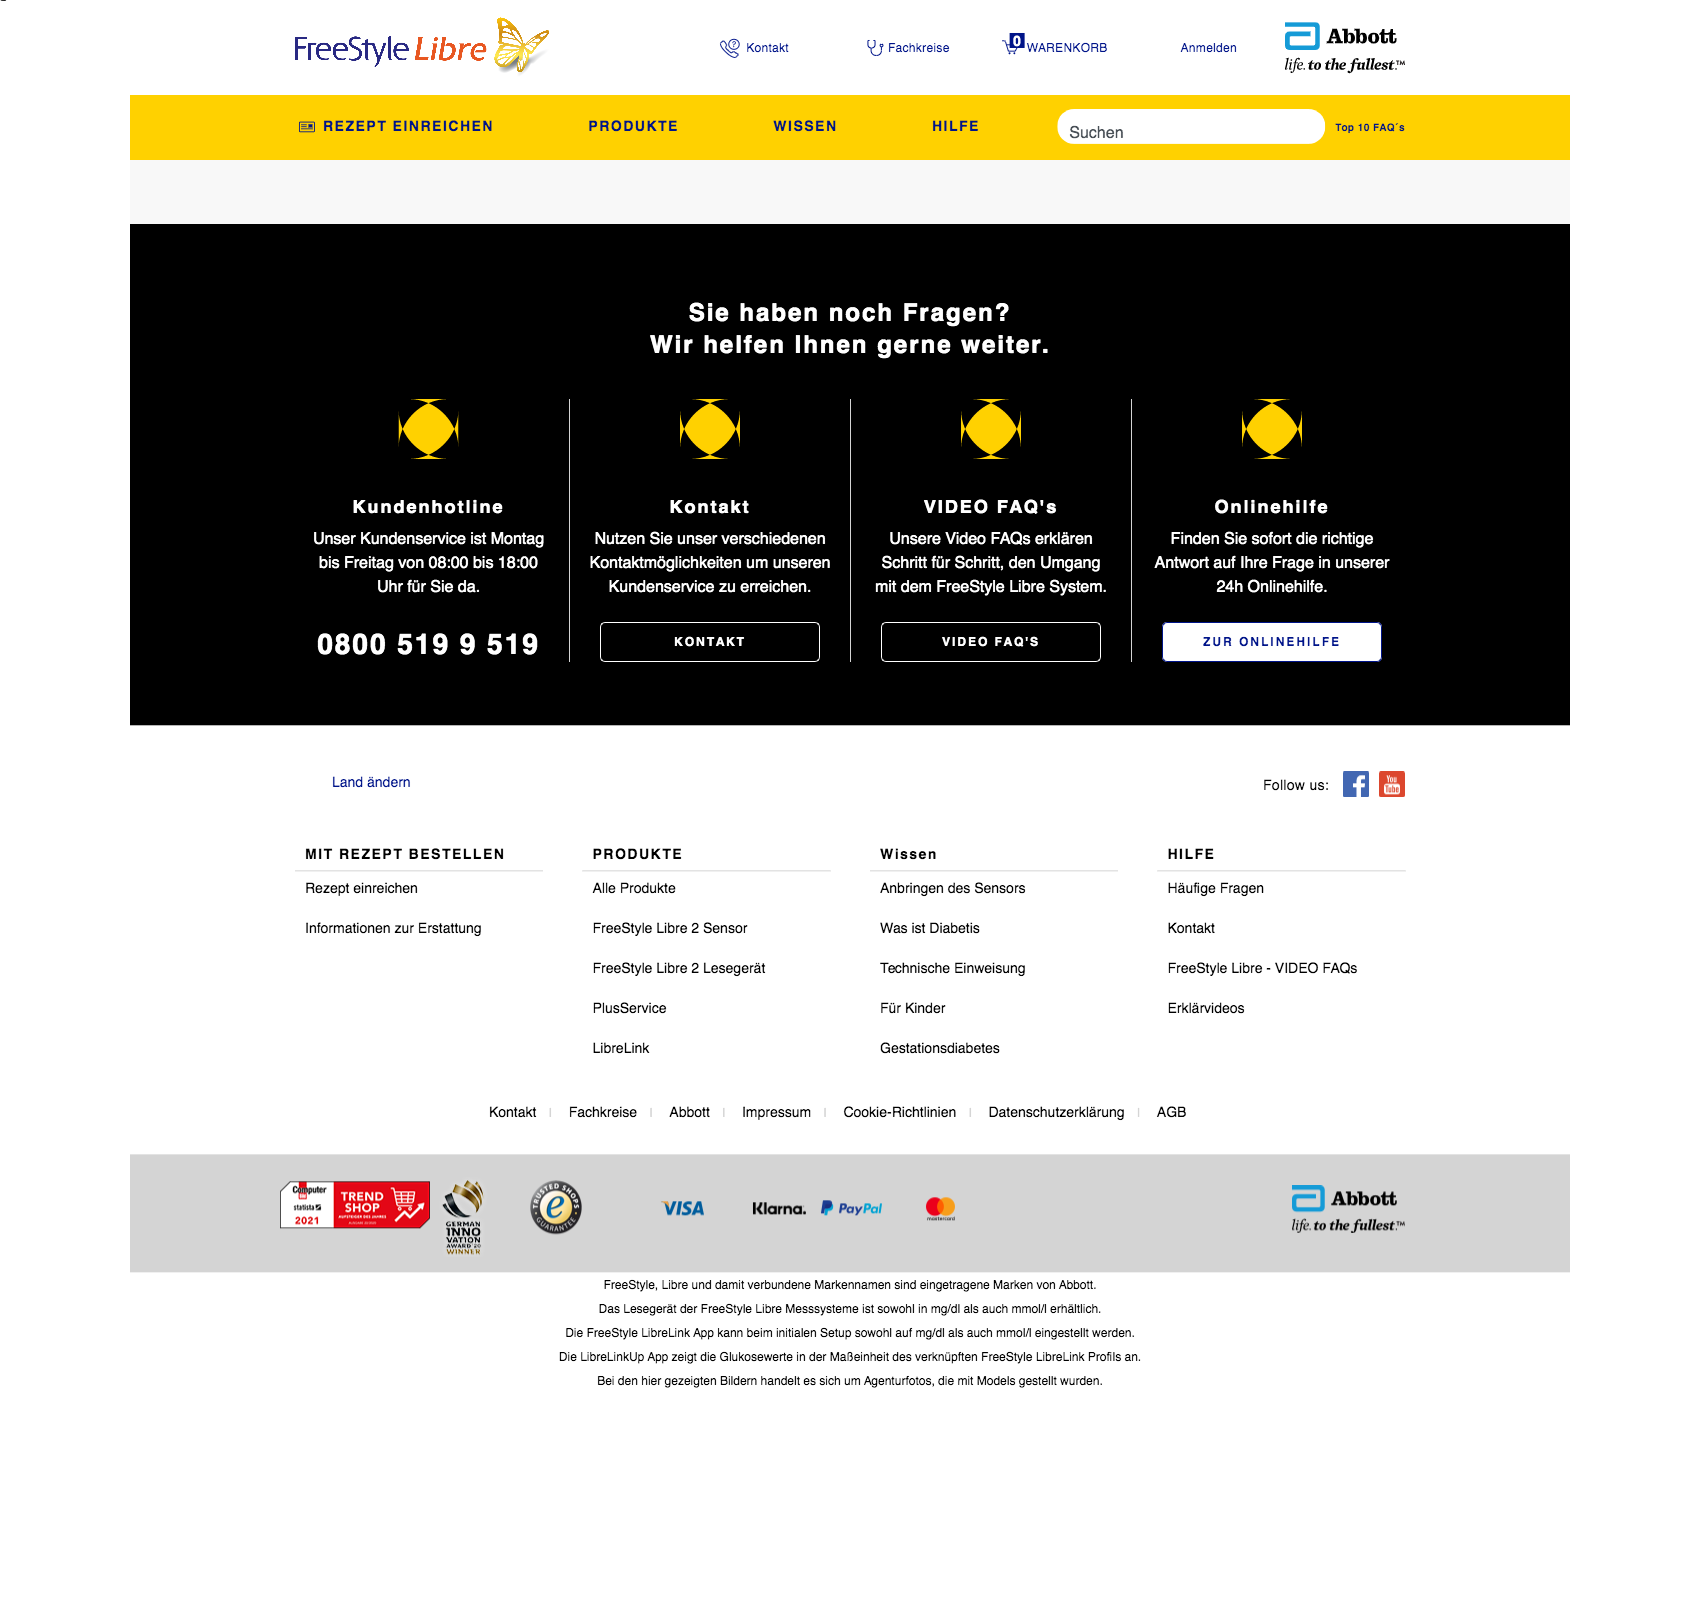 FreeStyle Libre
Kontakt
Fachkreise
0
WARENKORB
Anmelden
Abbott
life. to the fullest.™
REZEPT EINREICHEN
PRODUKTE
WISSEN
HILFE
Suchen
Top 10 FAQ´s
Sie haben noch Fragen?
Wir helfen Ihnen gerne weiter.
Kundenhotline
Unser Kundenservice ist Montag
bis Freitag von 08:00 bis 18:00
Uhr für Sie da.
0800 519 9 519
Kontakt
Nutzen Sie unser verschiedenen
Kontaktmöglichkeiten um unseren
Kundenservice zu erreichen.
KONTAKT
VIDEO FAQ's
Unsere Video FAQs erklären
Schritt für Schritt, den Umgang
mit dem FreeStyle Libre System.
VIDEO FAQ'S
Onlinehilfe
Finden Sie sofort die richtige
Antwort auf Ihre Frage in unserer
24h Onlinehilfe.
ZUR ONLINEHILFE
Land ändern
Follow us:
You
Tube
MIT REZEPT BESTELLEN
Rezept einreichen
Informationen zur Erstattung
PRODUKTE
Alle Produkte
FreeStyle Libre 2 Sensor
FreeStyle Libre 2 Lesegerät
PlusService
LibreLink
Wissen
Anbringen des Sensors
Was ist Diabetis
Technische Einweisung
Für Kinder
Gestationsdiabetes
HILFE
Häufige Fragen
Kontakt
FreeStyle Libre - VIDEO FAQs
Erklärvideos
Kontakt
Fachkreise
Abbott
Impressum
Cookie-Richtlinien
Datenschutzerklärung
AGB
Computer
statista
2021
TREND
SHOP
GERMAN
INNO
VATION
AWARD '20
WINNER
TRUSTED SHOPS
GUARANTEE
VISA
Klarna.
PayPal
mastercard
Abbott
life. to the fullest.™
FreeStyle, Libre und damit verbundene Markennamen sind eingetragene Marken von Abbott.
Das Lesegerät der FreeStyle Libre Messsysteme ist sowohl in mg/dl als auch mmol/l erhältlich.
Die FreeStyle LibreLink App kann beim initialen Setup sowohl auf mg/dl als auch mmol/l eingestellt werden.
Die LibreLinkUp App zeigt die Glukosewerte in der Maßeinheit des verknüpften FreeStyle LibreLink Profils an.
Bei den hier gezeigten Bildern handelt es sich um Agenturfotos, die mit Models gestellt wurden.